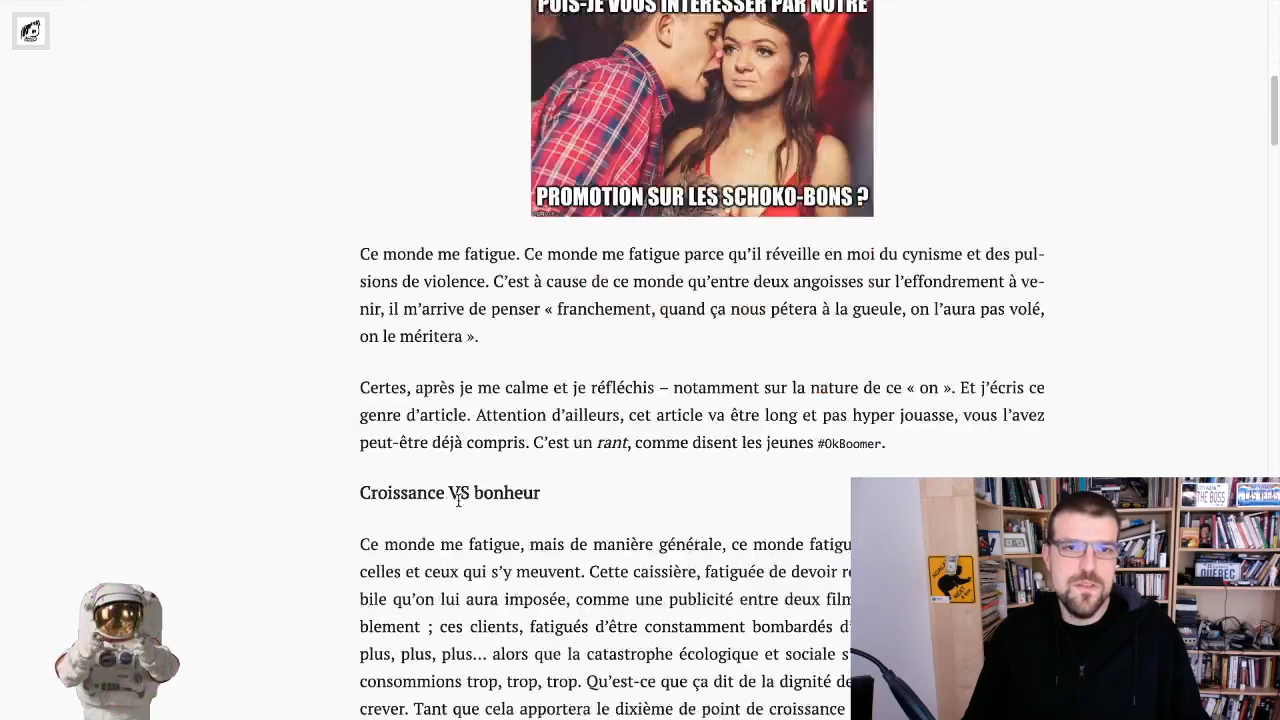 PUIS-JE VOUS INTÉRESSER PAR NOTRE
PROMOTION SUR LES SCHOKO-BONS ?
Ce monde me fatigue. Ce monde me fatigue parce qu’il réveille en moi du cynisme et des pul-
sions de violence. C’est à cause de ce monde qu’entre deux angoisses sur l’effondrement à ve-
nir, il m’arrive de penser « franchement, quand ça nous pétera à la gueule, on l’aura pas volé,
on le méritera ».
Certes, après je me calme et je réfléchis – notamment sur la nature de ce « on ». Et j’écris ce
genre d’article. Attention d’ailleurs, cet article va être long et pas hyper jouasse, vous l’avez
peut-être déjà compris. C’est un rant, comme disent les jeunes #OkBoomer.
Croissance VS bonheur
Ce monde me fatigue, mais de manière générale, ce monde fatigu
celles et ceux qui s’y meuvent. Cette caissière, fatiguée de devoir r
bile qu’on lui aura imposée, comme une publicité entre deux film
blement ; ces clients, fatigués d’être constamment bombardés d’
plus, plus, plus… alors que la catastrophe écologique et sociale s’
consommions trop, trop, trop. Qu’est-ce que ça dit de la dignité de
crever. Tant que cela apportera le dixième de point de croissance
NEVADA
THE BOSS
LAS VEGAS
QUÉBEC
NEXT